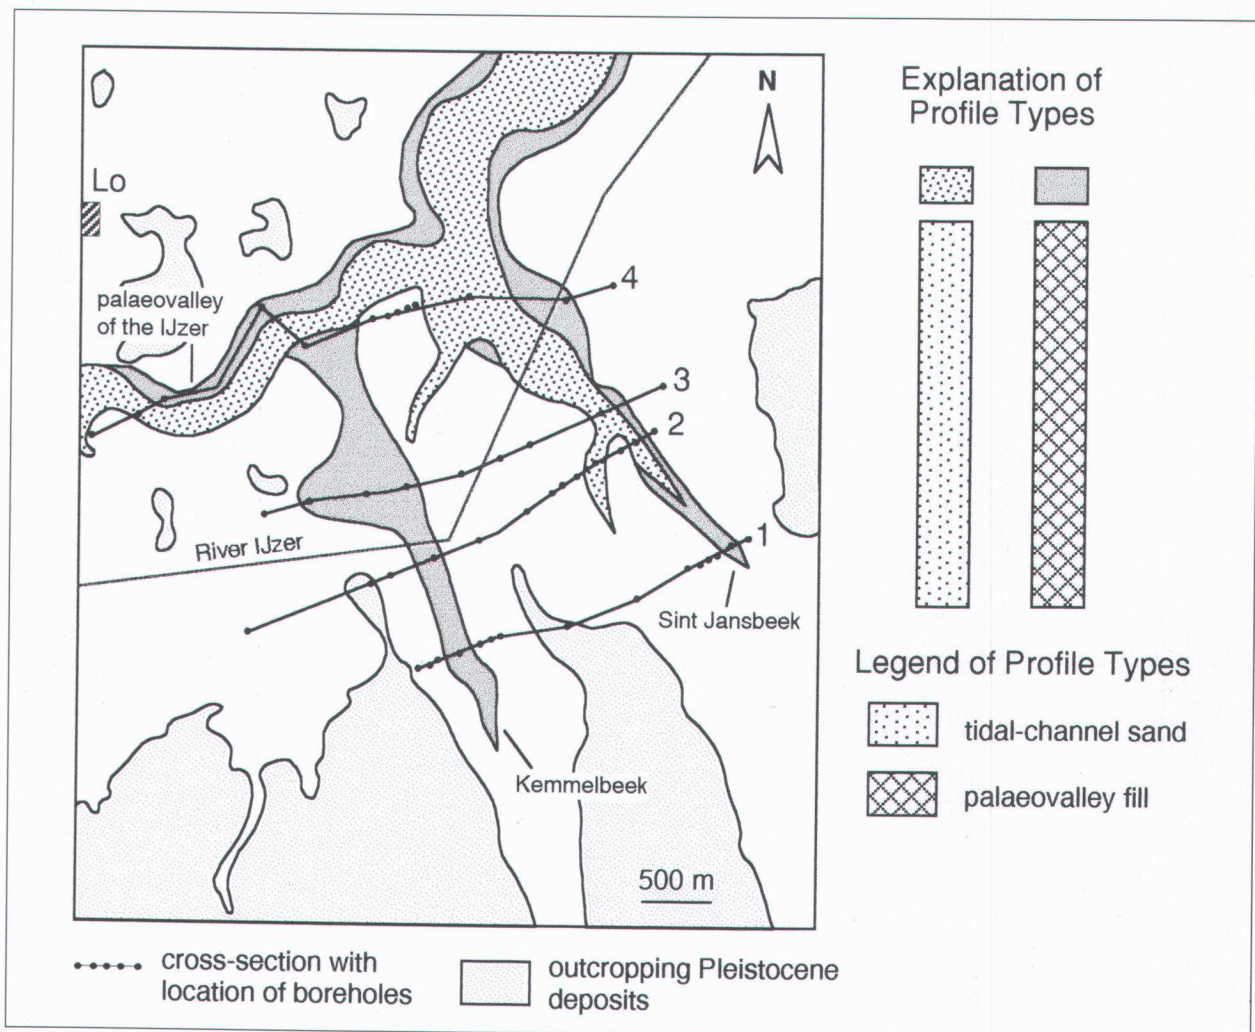 Explanation of
Profile Types
N
Lo
palaeovalley
of the IJzer
4
3
2
1
River IJzer
Sint Jansbeek
Kemmelbeek
500 m
Legend of Profile Types
tidal-channel sand
palaeovalley fill
cross-section with
location of boreholes
outcropping Pleistocene
deposits